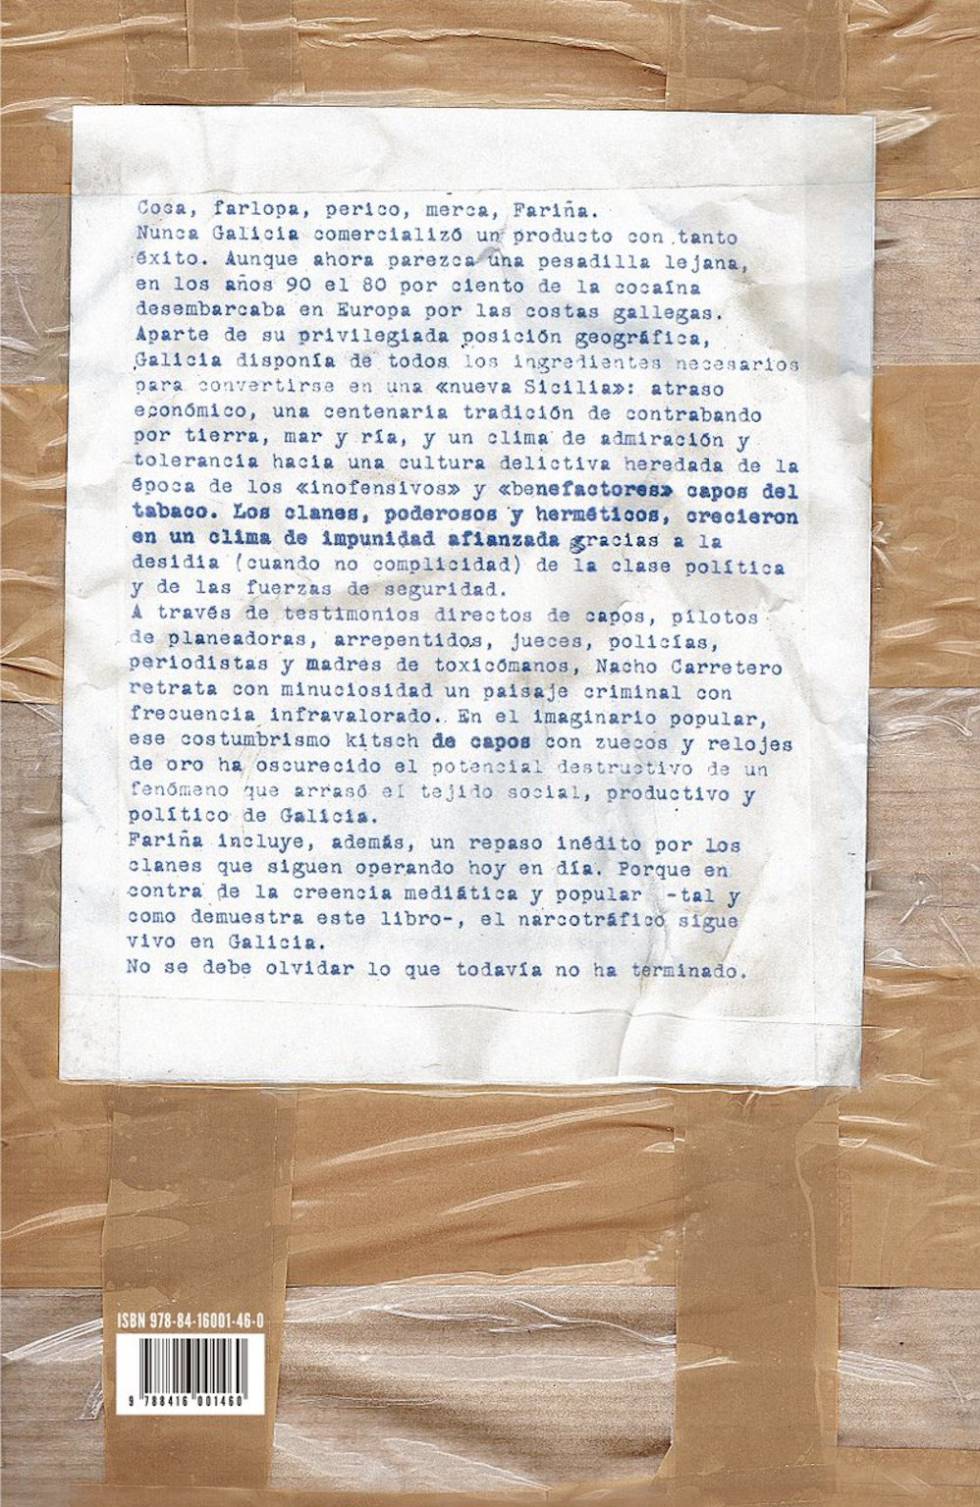 Coca, farlopa, perico, merca, Fariña.
Nunca Galicia comercializó un producto con tanto
éxito. Aunque ahora parezca una pesadilla lejana,
en los años 90 el 80 por ciento de la cocaína
desembarcaba en Europa por las costas gallegas.
Aparte de su privilegiada posición geográfica,
Galicia disponía de todos los ingredientes necesarios
para convertirse en una «nueva Sicilia»: atraso
económico, una centenaria tradición de contrabando
por tierra, mar y ría, y un clima de admiración y
tolerancia hacia una cultura delictiva heredada de la
época de los «inofensivos» y «benefactores» capos del
tabaco. Los clanes, poderosos y herméticos, crecieron
en un clima de impunidad afianzada gracias a la
desidia (cuando no complicidad) de la clase política
y de las fuerzas de seguridad.
A través de testimonios directos de capos, pilotos
de planeadoras, arrepentidos, jueces, policías,
periodistas y madres de toxicómanos, Nacho Carretero
retrata con minuciosidad un paisaje criminal con
frecuencia infravalorado. En el imaginario popular,
ese costumbrismo kitsch de capos con zuecos y relojes
de oro ha oscurecido el potencial destructivo de un
fenómeno que arrasó el tejido social, productivo y
político de Galicia.
Fariña incluye, además, un repaso inédito por los
clanes que siguen operando hoy en día. Porque en
contra de la creencia mediática y popular -tal y
como demuestra este libro-, el narcotráfico sigue
vivo en Galicia.
No se debe olvidar lo que todavía no ha terminado.
ISBN 978-84-16001-46-0
9 788416 001460